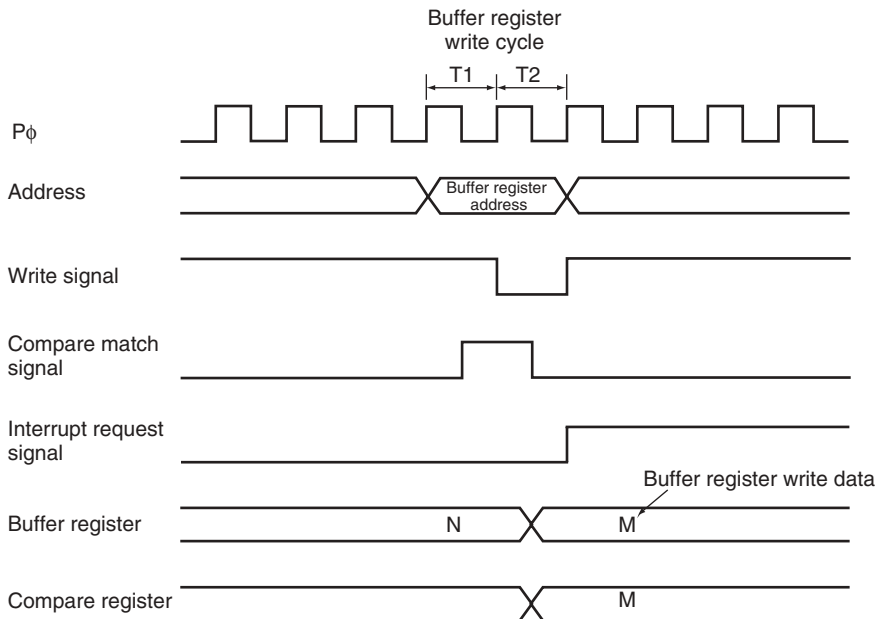 Buffer register
write cycle
T1 T2
Pϕ
Address
Buffer register
address
Write signal
Compare match
signal
Interrupt request
signal
Buffer register write data
Buffer register N M
Compare register M